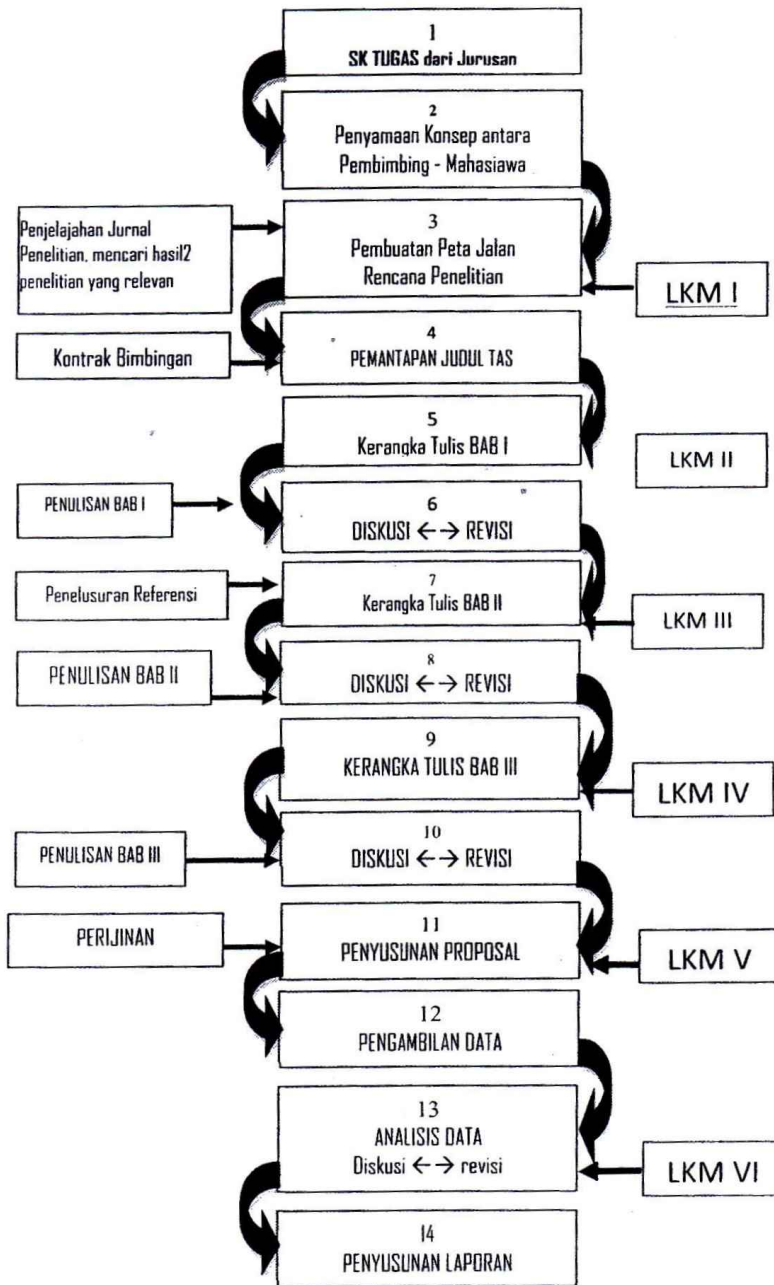 1
SK TUGAS dari Jurusan
2
Penyamaan Konsep antara
Pembimbing - Mahasiawa
Penjelajahan Jurnal
Penelitian, mencari hasil2
penelitian yang relevan
3
Pembuatan Peta Jalan
Rencana Penelitian
LKM I
4
PEMANTAPAN JUDUL TAS
Kontrak Bimbingan
5
Kerangka Tulis BAB I
LKM II
PENULISAN BAB I
6
DISKUSI ←→ REVISI
Penelusuran Referensi
7
Kerangka Tulis BAB II
LKM III
PENULISAN BAB II
8
DISKUSI ←→ REVISI
9
KERANGKA TULIS BAB III
LKM IV
PENULISAN BAB III
10
DISKUSI ←→ REVISI
PERIJINAN
11
PENYUSUNAN PROPOSAL
LKM V
12
PENGAMBILAN DATA
13
ANALISIS DATA
Diskusi ←→ revisi
LKM VI
14
PENYUSUNAN LAPORAN